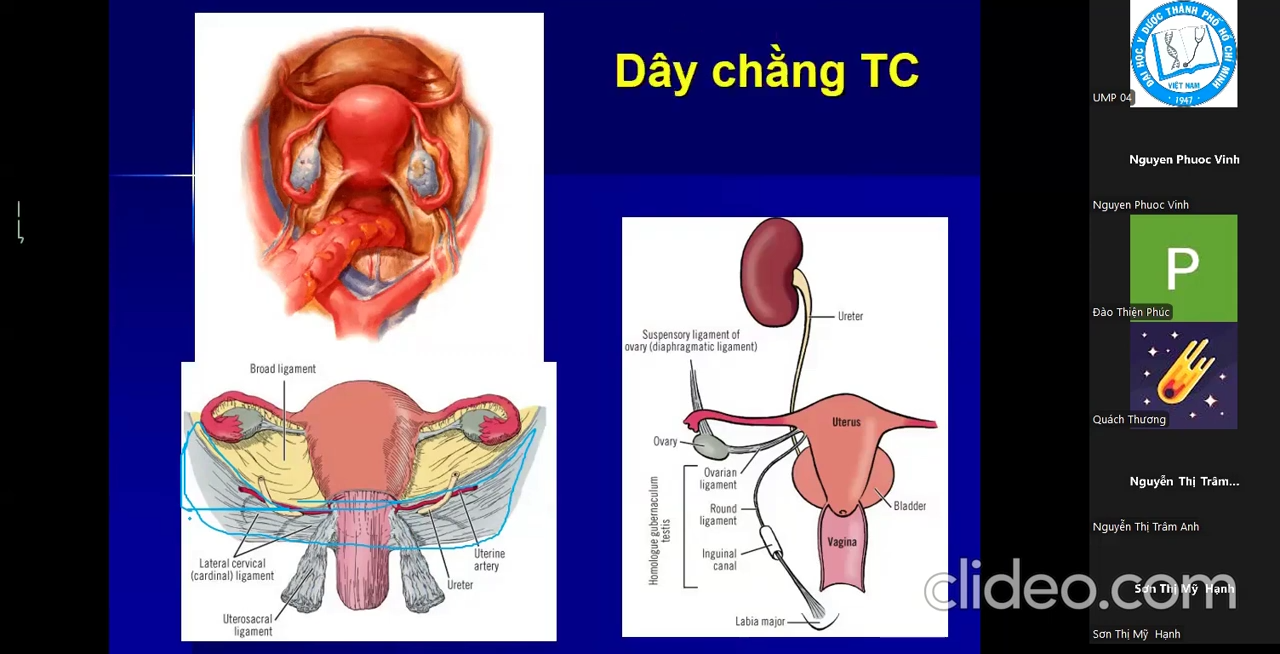 Dây chằng TC
Broad ligament
Lateral cervical
(cardinal) ligament
Uterosacral
ligament
Uterine
artery
Ureter
Ureter
Suspensory ligament of
ovary (diaphragmatic ligament)
Uterus
Ovary
Ovarian
ligament
Round
ligament
Bladder
Homologue gubernaculum
testis
Vagina
Inguinal
canal
Labia major
clideo.com
ĐẠI HỌC Y DƯỢC THÀNH PHỐ HỒ CHÍ MINH
VIỆT NAM
1947
UMP 04
Nguyen Phuoc Vinh
Nguyen Phuoc Vinh
P
Đào Thiện Phúc
Quách Thương
Nguyễn Thị Trâm...
Nguyễn Thị Trâm Anh
Sơn Thị Mỹ Hạnh
Sơn Thị Mỹ Hạnh